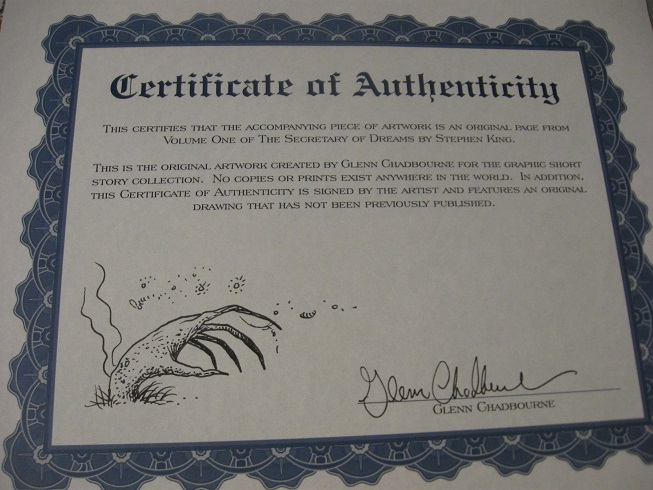 Certificate of Authenticity
This certifies that the accompanying piece of artwork is an original page from
Volume One of The Secretary of Dreams by Stephen King.
This is the original artwork created by Glenn Chadbourne for the graphic short
story collection. No copies or prints exist anywhere in the world. In addition,
this Certificate of Authenticity is signed by the artist and features an original
drawing that has not been previously published.
Glenn Chadbourne
Glenn Chadbourne